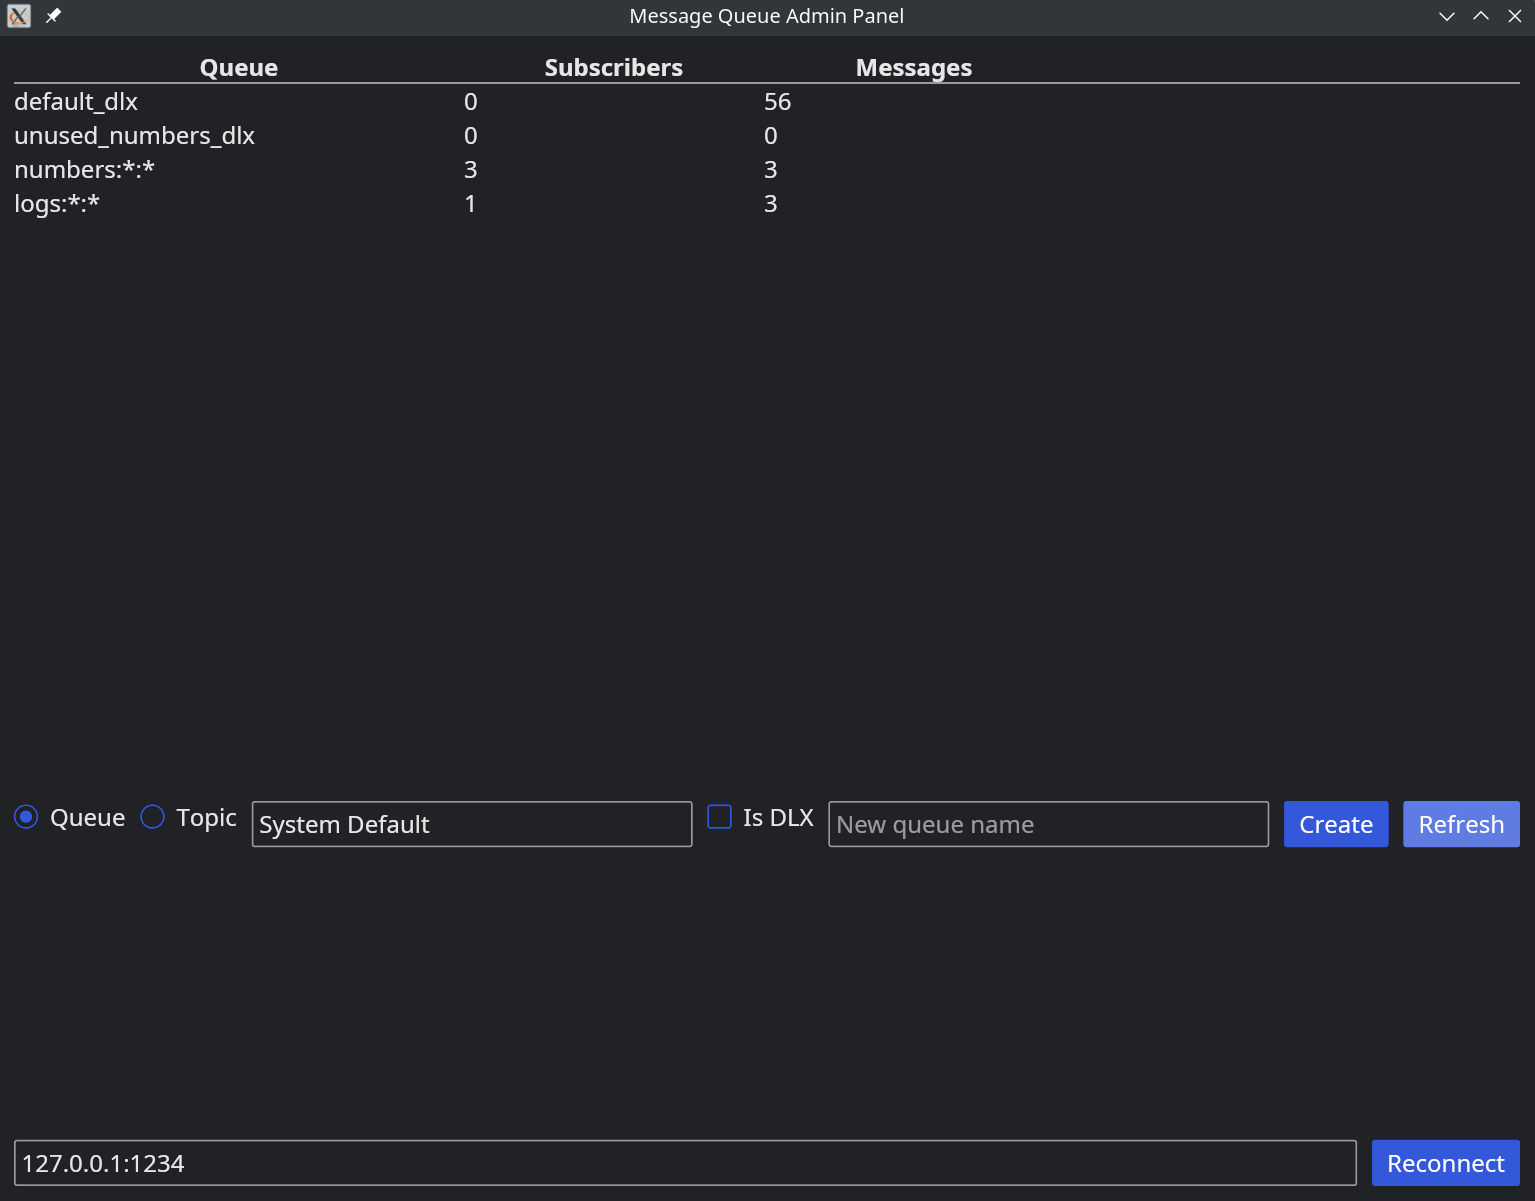 Message Queue Admin Panel
Queue Subscribers Messages
default_dlx 0 56
unused_numbers_dlx 0 0
numbers:*:* 3 3
logs:*:* 1 3
Queue Topic System Default Is DLX New queue name Create Refresh
127.0.0.1:1234 Reconnect